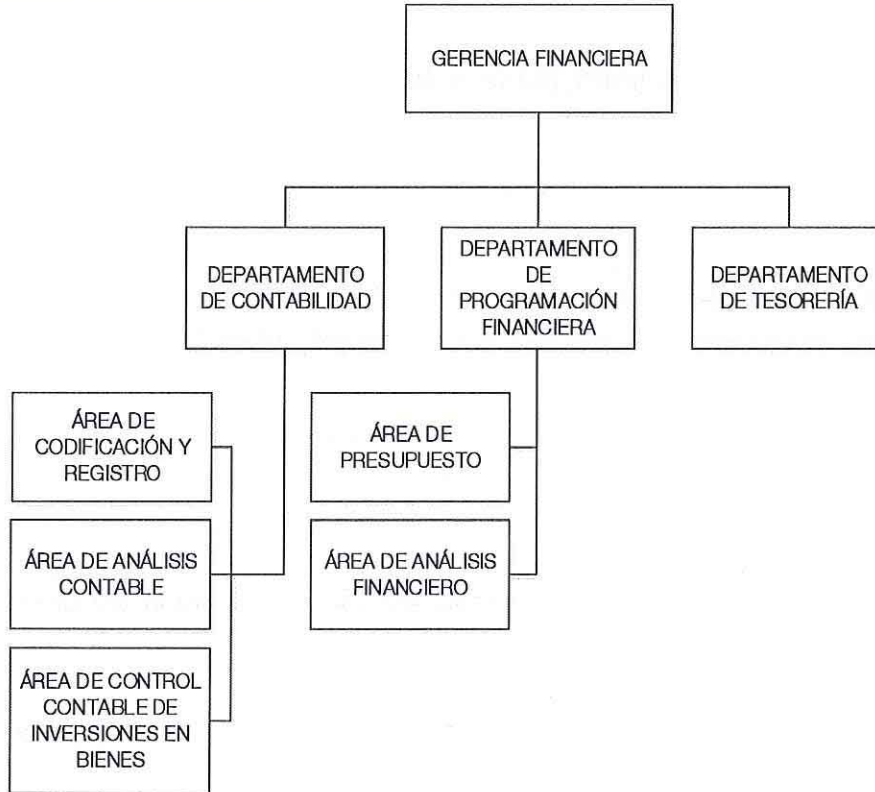 GERENCIA FINANCIERA
DEPARTAMENTO
DE CONTABILIDAD
DEPARTAMENTO
DE
PROGRAMACIÓN
FINANCIERA
DEPARTAMENTO
DE TESORERÍA
ÁREA DE
CODIFICACIÓN Y
REGISTRO
ÁREA DE
PRESUPUESTO
ÁREA DE ANÁLISIS
CONTABLE
ÁREA DE ANÁLISIS
FINANCIERO
ÁREA DE CONTROL
CONTABLE DE
INVERSIONES EN
BIENES